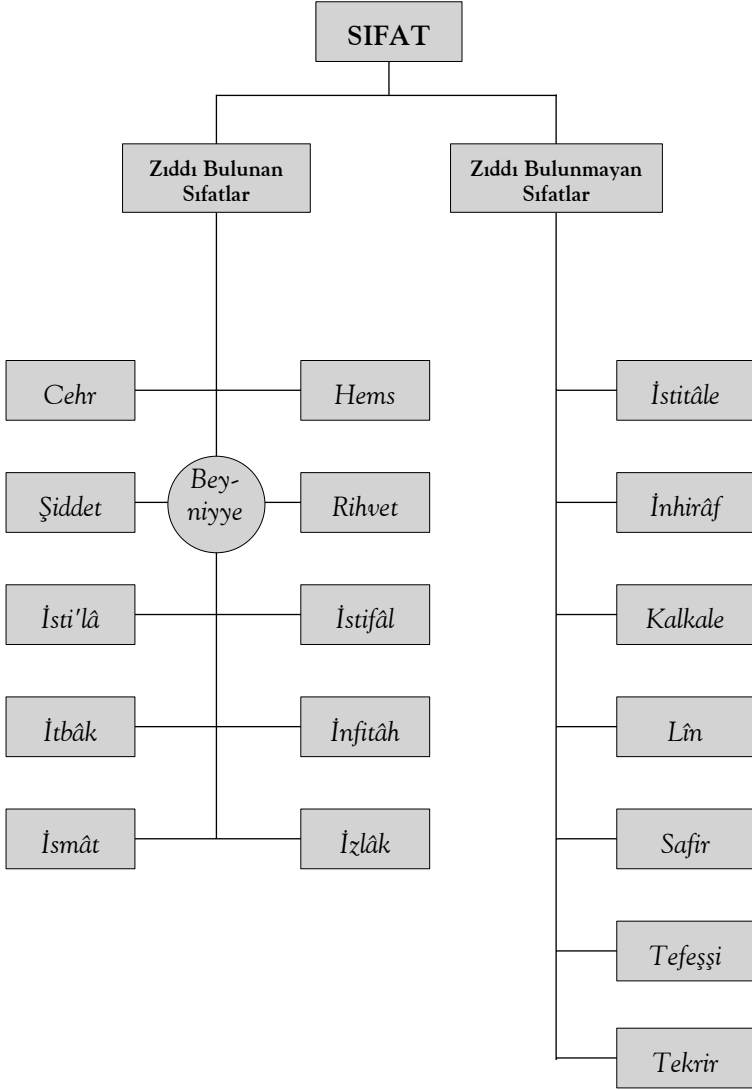 SIFAT
Zıddı Bulunan
Sıfatlar
Zıddı Bulunmayan
Sıfatlar
Cehr
Hems
İstitâle
Şiddet
Bey-
niyye
Rihvet
İnhirâf
İsti'lâ
İstifâl
Kalkale
İtbâk
İnfitâh
Lîn
İsmât
İzlâk
Safir
Tefeşşi
Tekrir